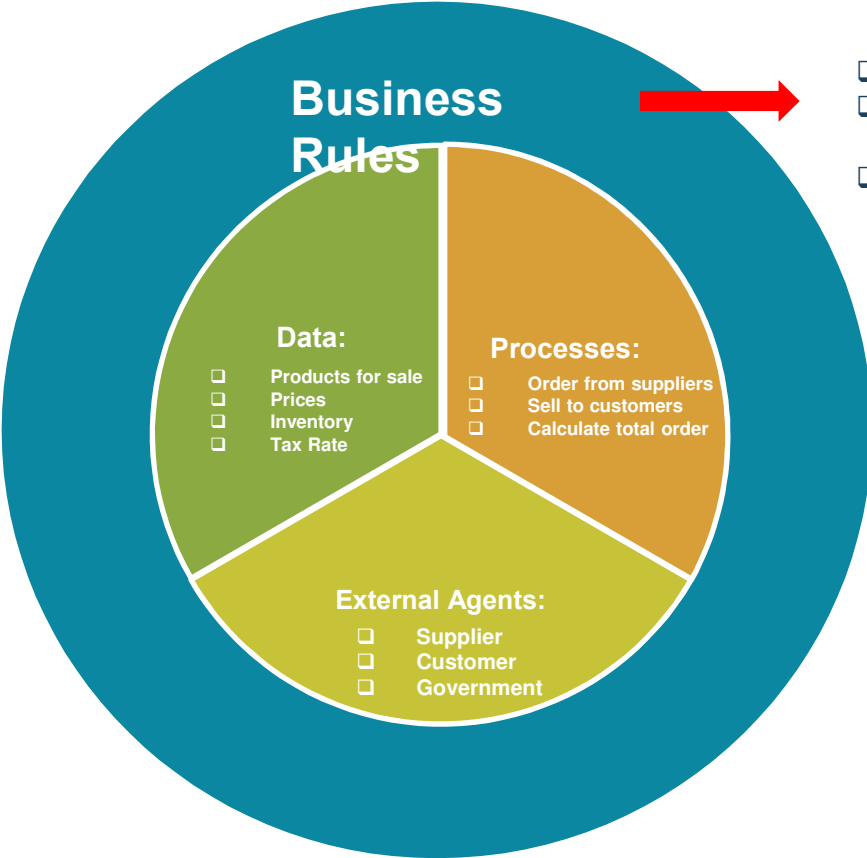 Business
Rules
Data:
❑ Products for sale
❑ Prices
❑ Inventory
❑ Tax Rate
Processes:
❑ Order from suppliers
❑ Sell to customers
❑ Calculate total order
External Agents:
❑ Supplier
❑ Customer
❑ Government